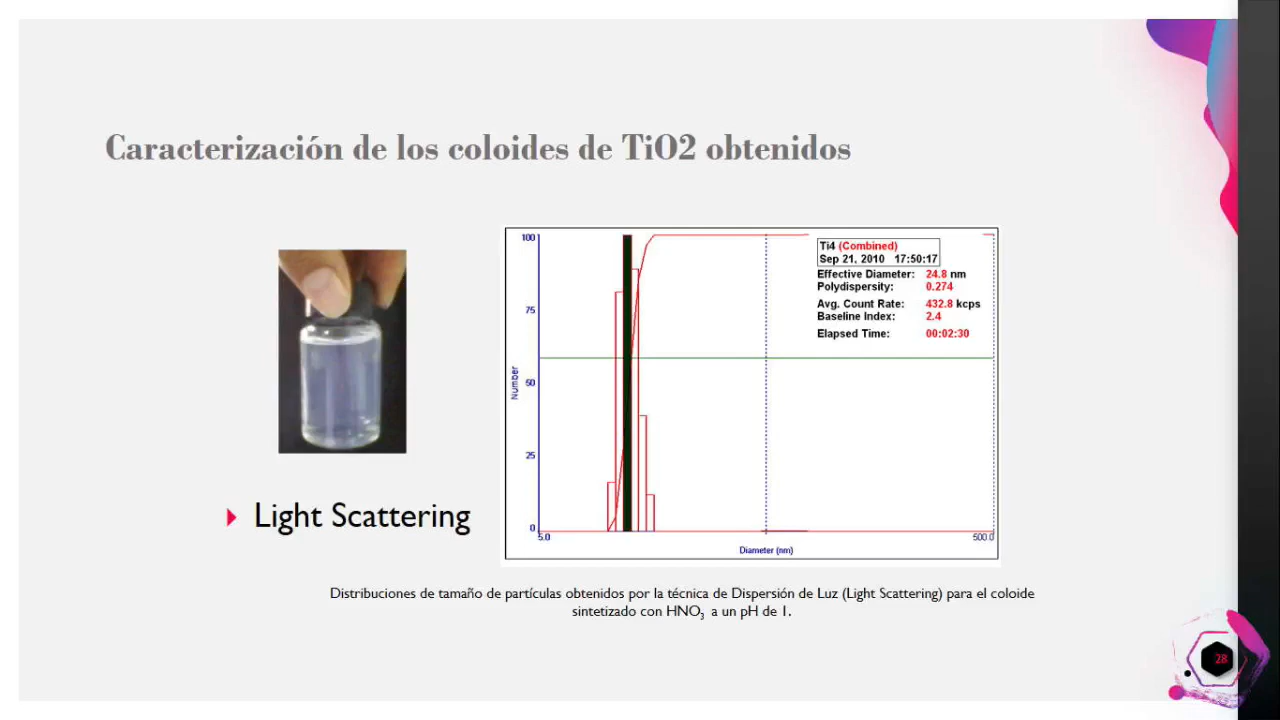 Caracterización de los coloides de TiO2 obtenidos
Light Scattering
100
75
50
25
0
Number
5.0
500.0
Diameter (nm)
Ti4 (Combined)
Sep 21, 2010 17:50:17
Effective Diameter: 24.8 nm
Polydispersity: 0.274
Avg. Count Rate: 432.8 kcps
Baseline Index: 2.4
Elapsed Time: 00:02:30
Distribuciones de tamaño de partículas obtenidos por la técnica de Dispersión de Luz (Light Scattering) para el coloide
sintetizado con HNO₃ a un pH de 1.
28